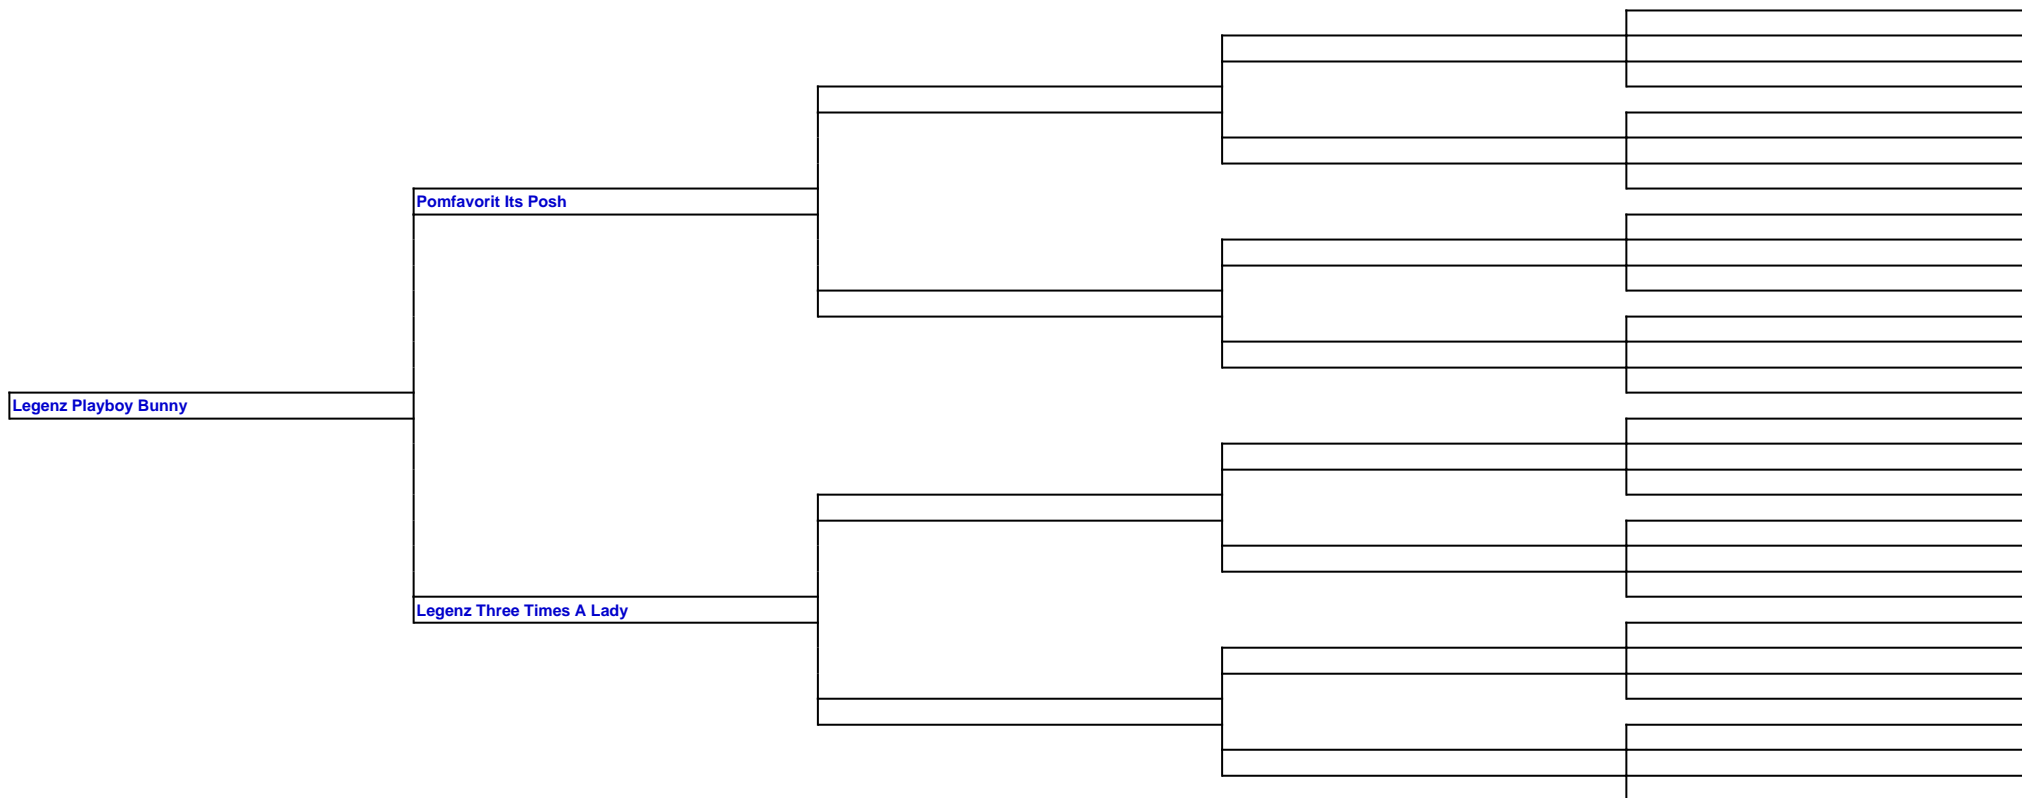 Pomfavorit Its Posh
Legenz Playboy Bunny
Legenz Three Times A Lady